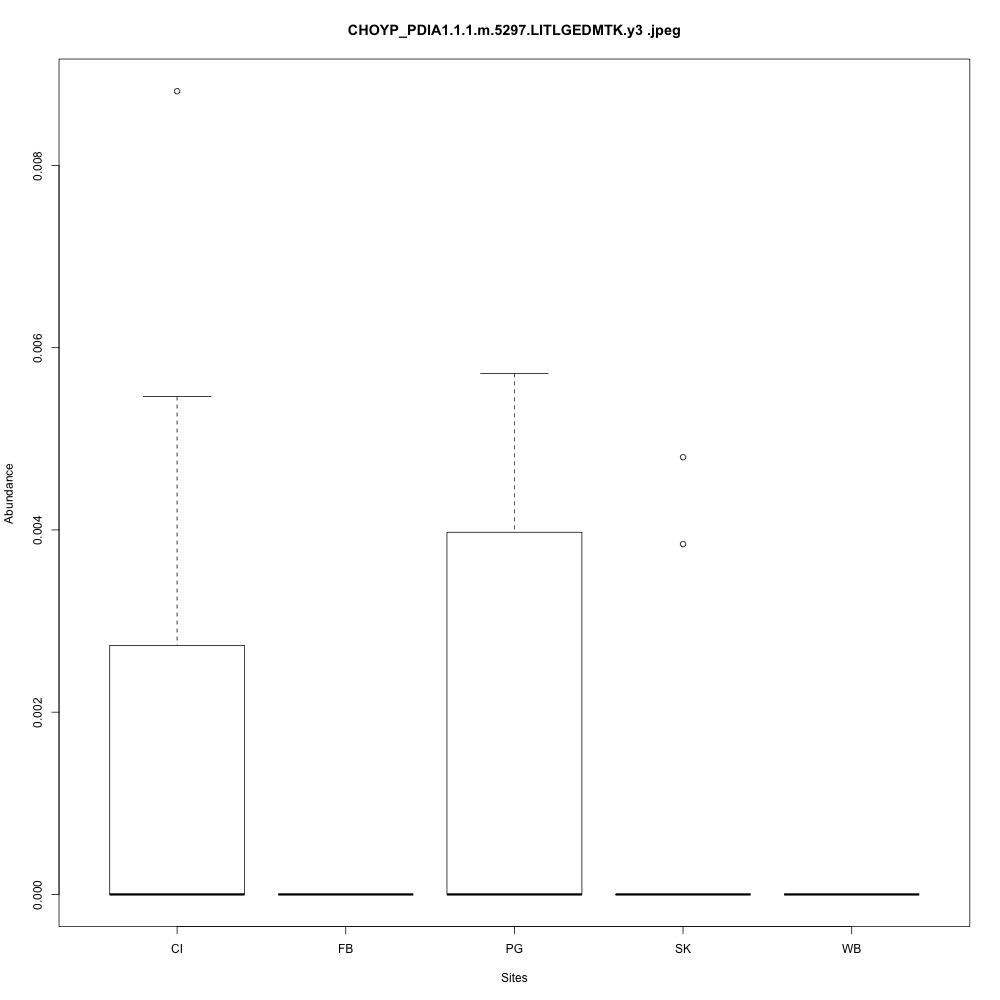 CHOYP_PDIA1.1.1.m.5297.LITLGEDMTK.y3 .jpeg
0.008
0.006
0.004
0.002
0.000
Abundance
CI FB PG SK WB
Sites